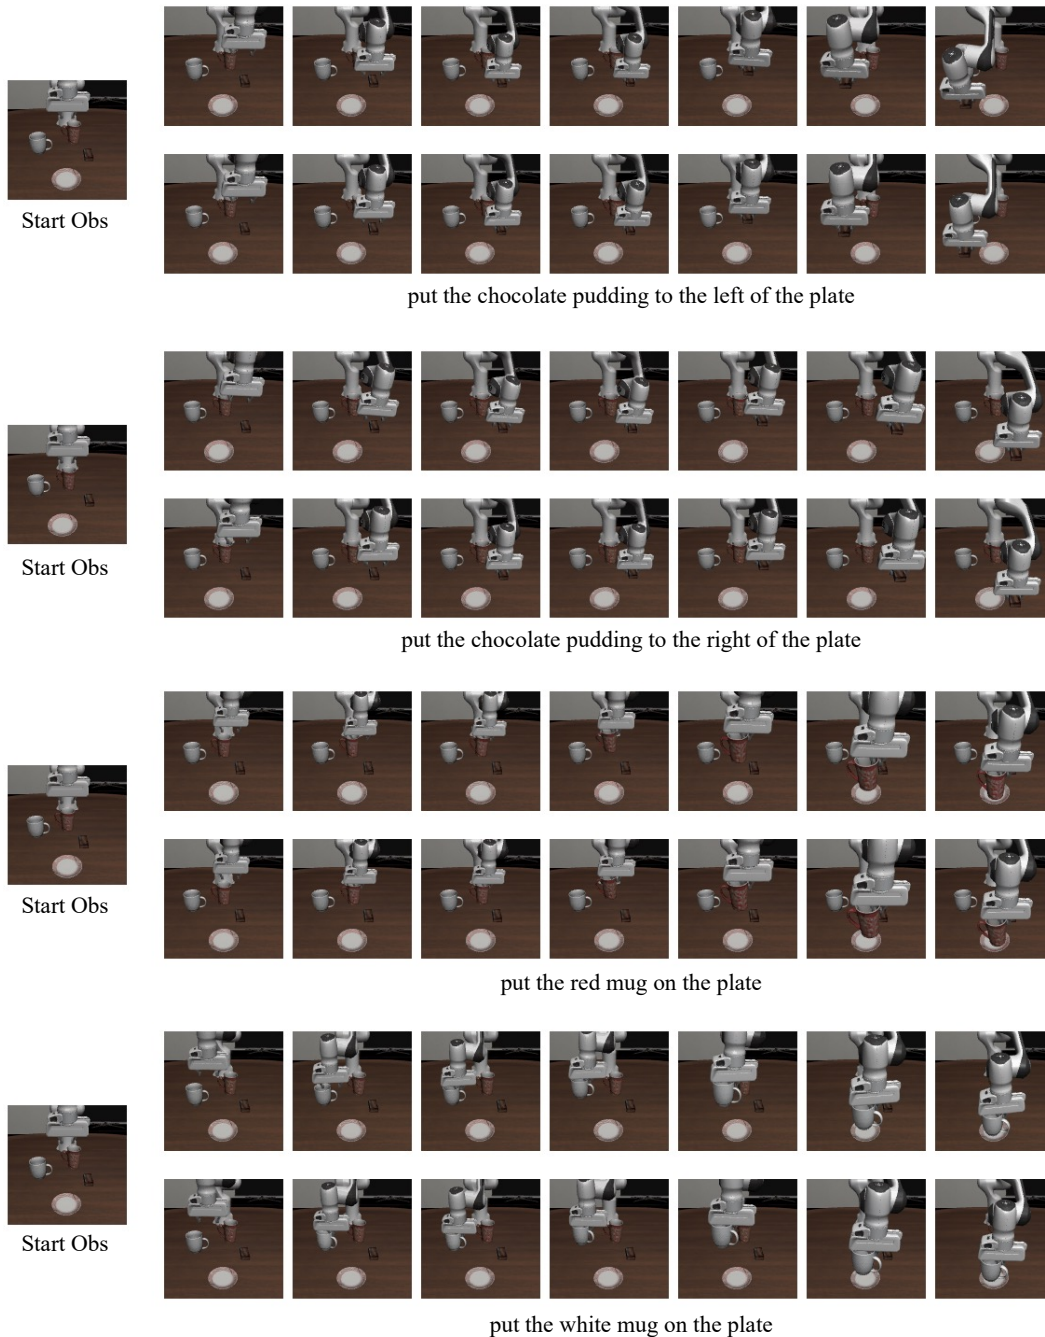 Start Obs
put the chocolate pudding to the left of the plate
Start Obs
put the chocolate pudding to the right of the plate
Start Obs
put the red mug on the plate
Start Obs
put the white mug on the plate